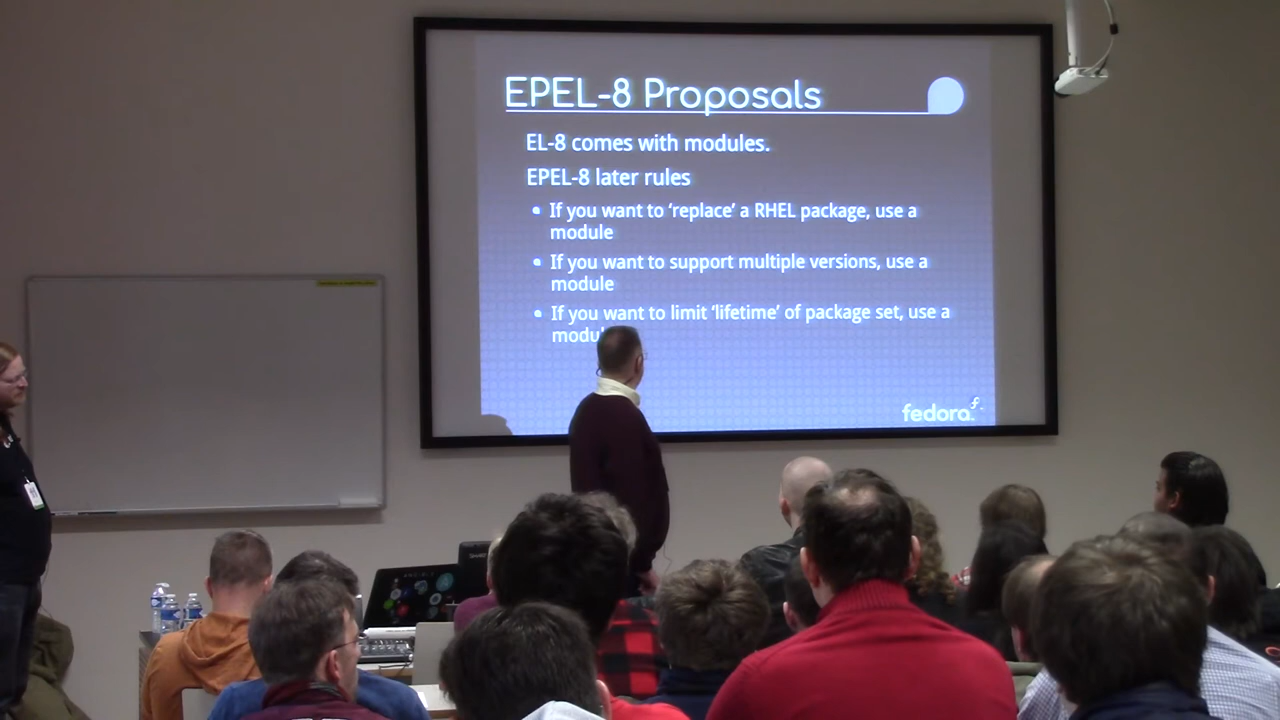 EPEL-8 Proposals
EL-8 comes with modules.
EPEL-8 later rules
• If you want to ‘replace’ a RHEL package, use a
module
• If you want to support multiple versions, use a
module
• If you want to limit ‘lifetime’ of package set, use a
modul
fedora
ANSIBLE